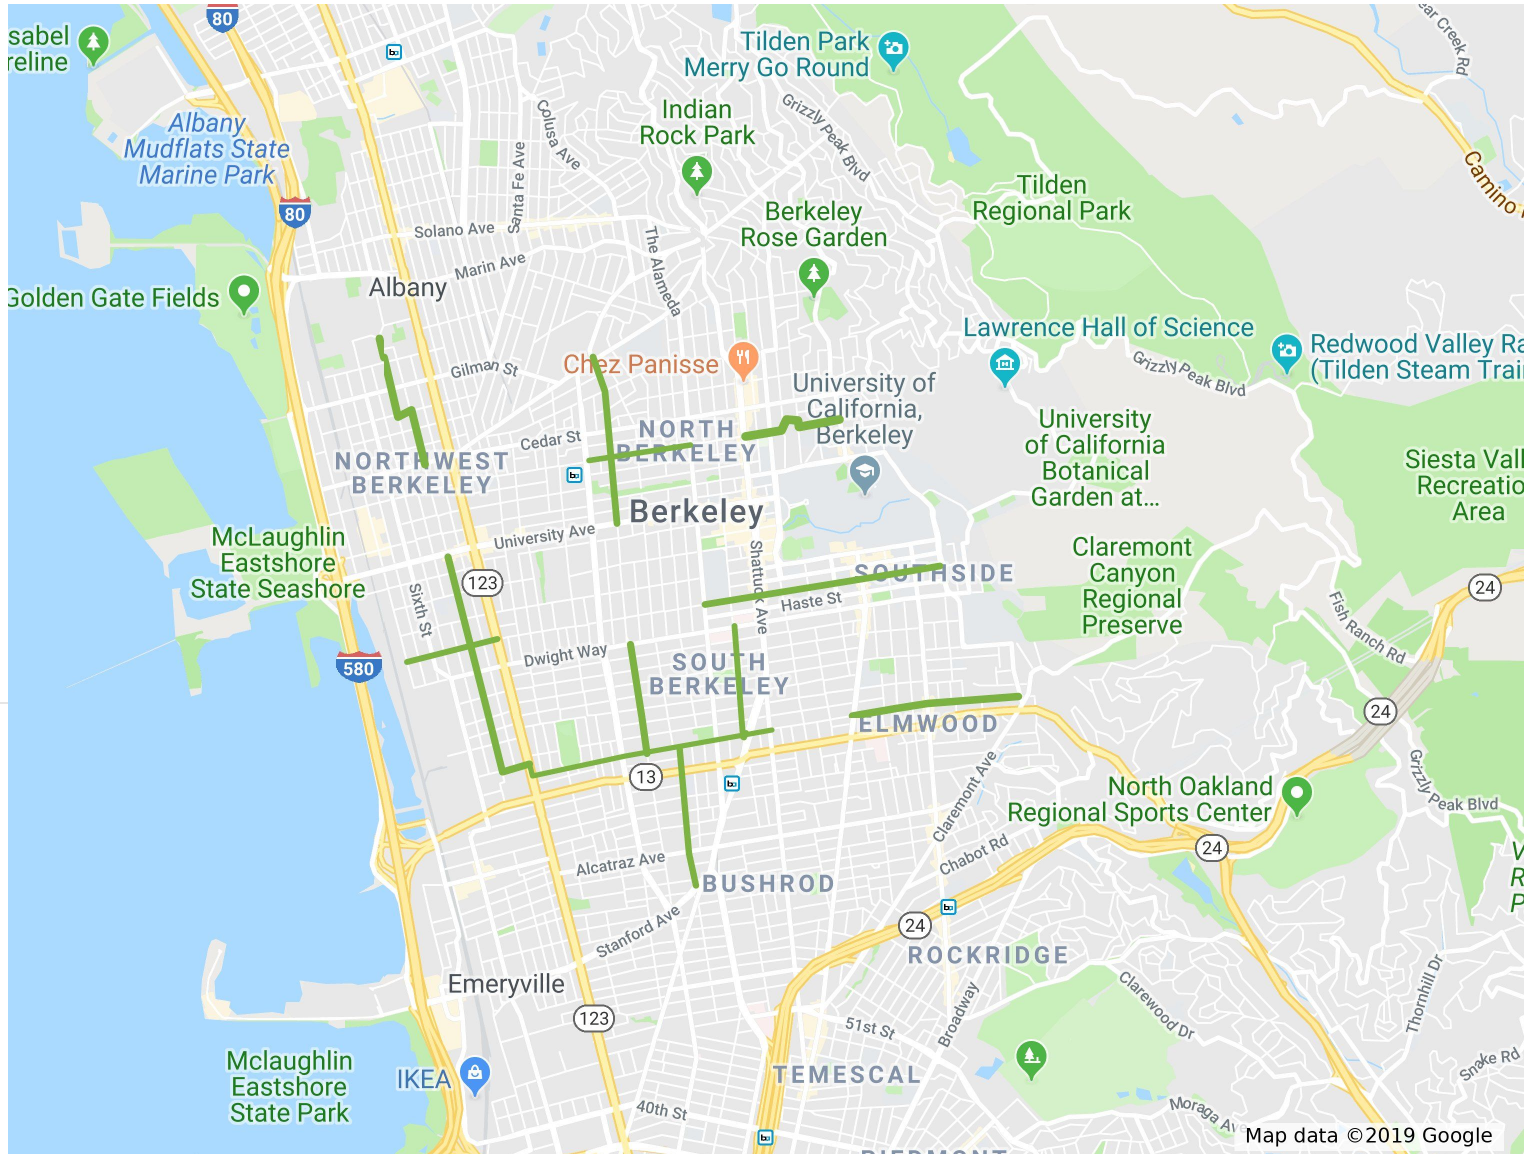 80
sabel
reline
Tilden Park
Merry Go Round
ear Creek Rd
Albany
Mudflats State
Marine Park
Colusa Ave
Indian
Rock Park
Grizzly Peak Blvd
Santa Fe Ave
Camino
80
Solano Ave
Tilden
Regional Park
Berkeley
Rose Garden
The Alameda
Marin Ave
Albany
Golden Gate Fields
Lawrence Hall of Science
Redwood Valley Ra
(Tilden Steam Train
Gilman St
Chez Panisse
Grizzly Peak Blvd
University of
California,
Berkeley
University
of California
Botanical
Garden at...
NORTH
BERKELEY
Cedar St
NORTHWEST
BERKELEY
Siesta Vall
Recreatio
Area
Berkeley
McLaughlin
Eastshore
State Seashore
University Ave
Shattuck Ave
Claremont
Canyon
Regional
Preserve
123
SOUTHSIDE
Haste St
24
Sixth St
Fish Ranch Rd
580
Dwight Way
SOUTH
BERKELEY
24
ELMWOOD
13
Claremont Ave
North Oakland
Regional Sports Center
Grizzly Peak Blvd
Alcatraz Ave
Chabot Rd
24
V
R
P
BUSHROD
Stanford Ave
24
ROCKRIDGE
Emeryville
Clarewood Dr
Thornhill Dr
123
51st St
Broadway
Mclaughlin
Eastshore
State Park
IKEA
TEMESCAL
Snake Rd
40th St
Moraga Ave
Map data ©2019 Google
PIEDMONT